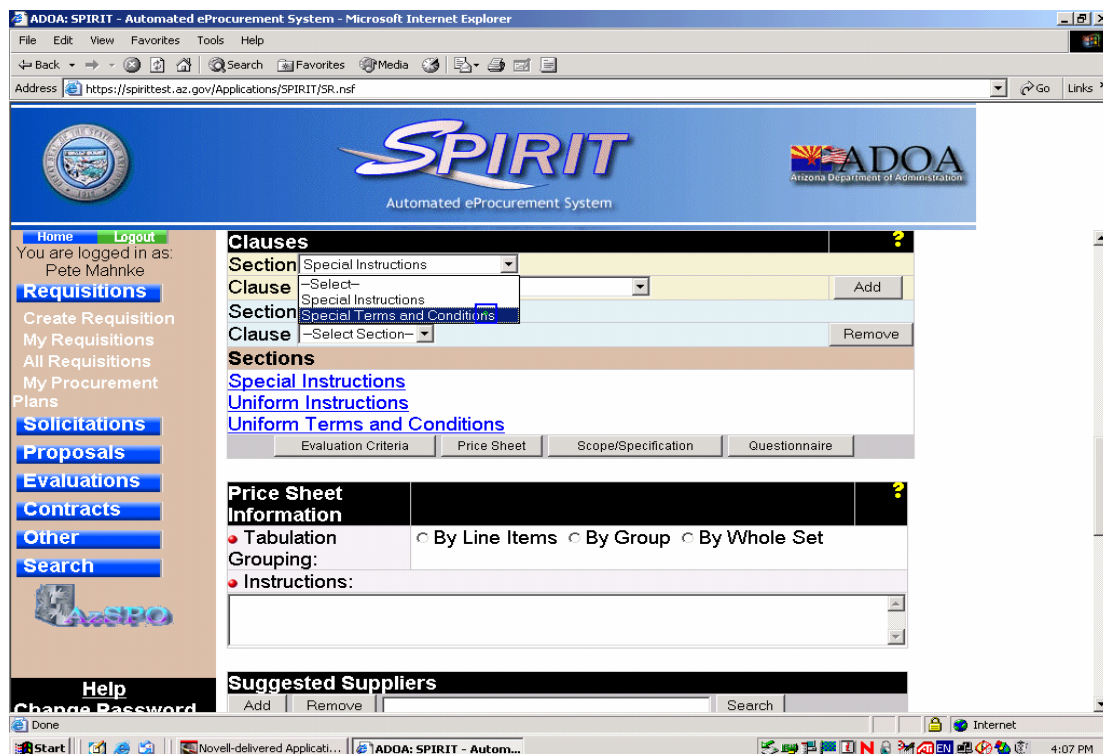 ADOA: SPIRIT - Automated eProcurement System - Microsoft Internet Explorer
File Edit View Favorites Tools Help
Back Search Favorites Media
Address https://spirittest.az.gov/Applications/SPIRIT/SR.nsf Go Links
SPIRIT
Automated eProcurement System
ADOA
Arizona Department of Administration
Home Logout
You are logged in as:
Pete Mahnke
Requisitions
Create Requisition
My Requisitions
All Requisitions
My Procurement
Plans
Solicitations
Proposals
Evaluations
Contracts
Other
Search
AzSPO
Help
Change Password
Clauses ?
Section Special Instructions
Clause Add
--Select--
Special Instructions
Special Terms and Conditions
Section
Clause --Select Section-- Remove
Sections
Special Instructions
Uniform Instructions
Uniform Terms and Conditions
Evaluation Criteria Price Sheet Scope/Specification Questionnaire
Price Sheet ?
Information
Tabulation By Line Items By Group By Whole Set
Grouping:
Instructions:
Suggested Suppliers
Add Remove Search
Done Internet
Start Novell-delivered Applicati... ADOA: SPIRIT - Autom... EN 4:07 PM